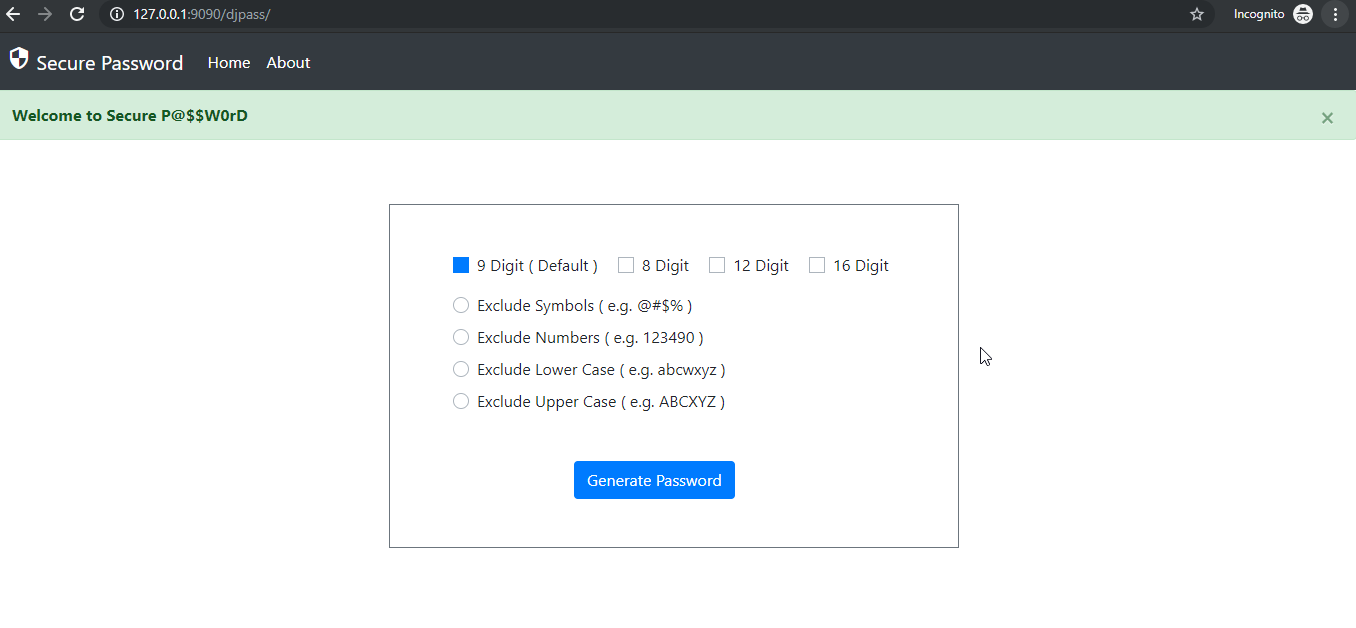 127.0.0.1:9090/djpass/
Incognito
Secure Password Home About
Welcome to Secure P@$$W0rD
×
9 Digit ( Default ) 8 Digit 12 Digit 16 Digit
Exclude Symbols ( e.g. @#$% )
Exclude Numbers ( e.g. 123490 )
Exclude Lower Case ( e.g. abcwxyz )
Exclude Upper Case ( e.g. ABCXYZ )
Generate Password